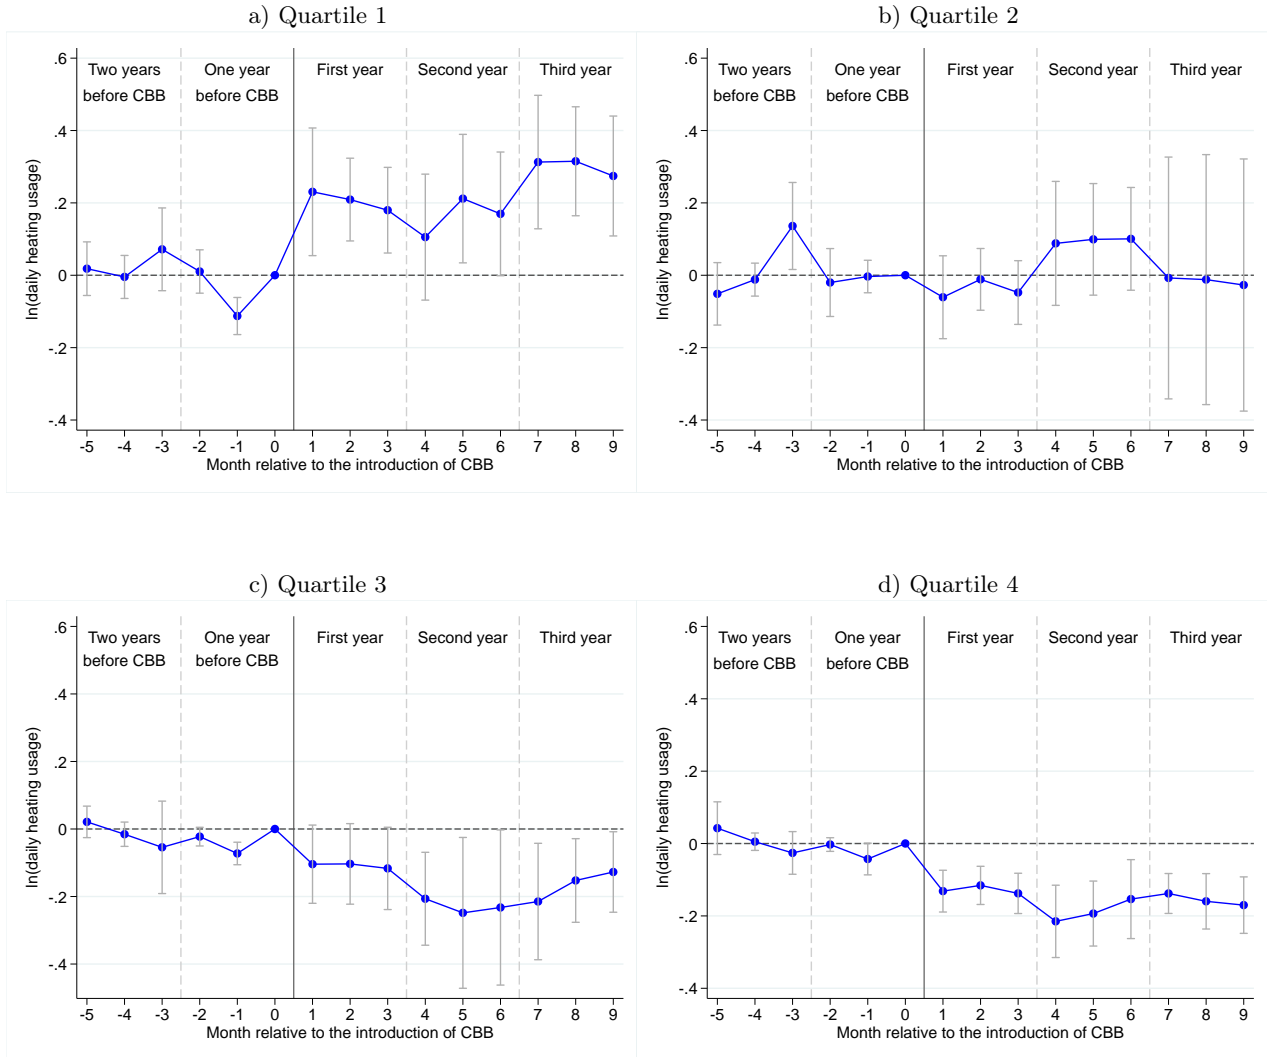 a) Quartile 1
.6
Two years
before CBB
One year
before CBB
First year
Second year
Third year
.4
.2
0
-.2
-.4
ln(daily heating usage)
-5 -4 -3 -2 -1 0 1 2 3 4 5 6 7 8 9
Month relative to the introduction of CBB
b) Quartile 2
.6
Two years
before CBB
One year
before CBB
First year
Second year
Third year
.4
.2
0
-.2
-.4
ln(daily heating usage)
-5 -4 -3 -2 -1 0 1 2 3 4 5 6 7 8 9
Month relative to the introduction of CBB
c) Quartile 3
.6
Two years
before CBB
One year
before CBB
First year
Second year
Third year
.4
.2
0
-.2
-.4
ln(daily heating usage)
-5 -4 -3 -2 -1 0 1 2 3 4 5 6 7 8 9
Month relative to the introduction of CBB
d) Quartile 4
.6
Two years
before CBB
One year
before CBB
First year
Second year
Third year
.4
.2
0
-.2
-.4
ln(daily heating usage)
-5 -4 -3 -2 -1 0 1 2 3 4 5 6 7 8 9
Month relative to the introduction of CBB